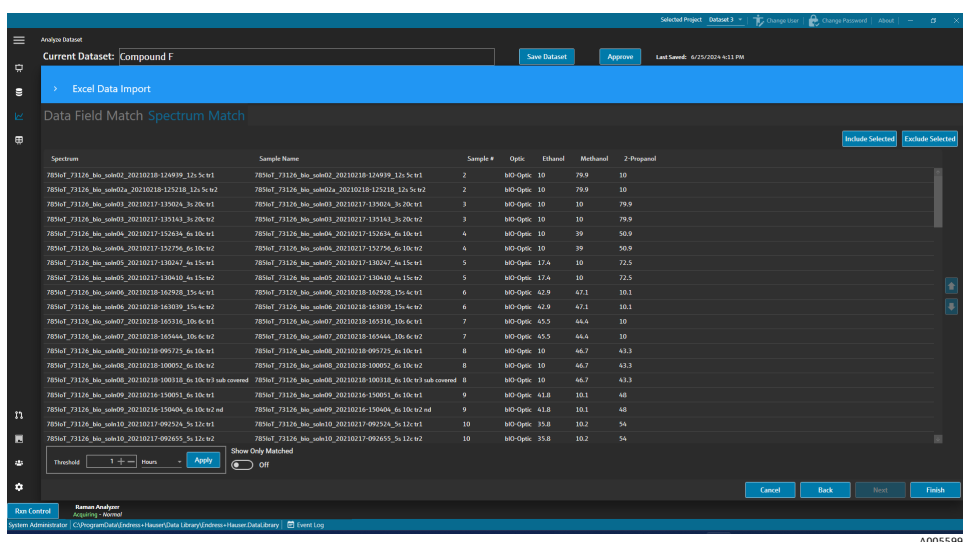 Selected Project Dataset 3 Change User Change Password About
Analyze Dataset
Current Dataset: Compound F Save Dataset Approve Last Saved: 6/25/2024 4:11 PM
Excel Data Import
Data Field Match Spectrum Match
Include Selected Exclude Selected
Spectrum Sample Name Sample # Optic Ethanol Methanol 2-Propanol
785IoT_73126_bio_soln02_20210218-124939_12s 5c tr1 785IoT_73126_bio_soln02_20210218-124939_12s 5c tr1 2 bIO-Optic 10 79.9 10
785IoT_73126_bio_soln02a_20210218-125218_12s 5c tr2 785IoT_73126_bio_soln02a_20210218-125218_12s 5c tr2 2 bIO-Optic 10 79.9 10
785IoT_73126_bio_soln03_20210217-135024_3s 20c tr1 785IoT_73126_bio_soln03_20210217-135024_3s 20c tr1 3 bIO-Optic 10 10 79.9
785IoT_73126_bio_soln03_20210217-135143_3s 20c tr2 785IoT_73126_bio_soln03_20210217-135143_3s 20c tr2 3 bIO-Optic 10 10 79.9
785IoT_73126_bio_soln04_20210217-152634_6s 10c tr1 785IoT_73126_bio_soln04_20210217-152634_6s 10c tr1 4 bIO-Optic 10 39 50.9
785IoT_73126_bio_soln04_20210217-152756_6s 10c tr2 785IoT_73126_bio_soln04_20210217-152756_6s 10c tr2 4 bIO-Optic 10 39 50.9
785IoT_73126_bio_soln05_20210217-130247_4s 15c tr1 785IoT_73126_bio_soln05_20210217-130247_4s 15c tr1 5 bIO-Optic 17.4 10 72.5
785IoT_73126_bio_soln05_20210217-130410_4s 15c tr2 785IoT_73126_bio_soln05_20210217-130410_4s 15c tr2 5 bIO-Optic 17.4 10 72.5
785IoT_73126_bio_soln06_20210218-162928_15s 4c tr1 785IoT_73126_bio_soln06_20210218-162928_15s 4c tr1 6 bIO-Optic 42.9 47.1 10.1
785IoT_73126_bio_soln06_20210218-163039_15s 4c tr2 785IoT_73126_bio_soln06_20210218-163039_15s 4c tr2 6 bIO-Optic 42.9 47.1 10.1
785IoT_73126_bio_soln07_20210218-165316_10s 6c tr1 785IoT_73126_bio_soln07_20210218-165316_10s 6c tr1 7 bIO-Optic 45.5 44.4 10
785IoT_73126_bio_soln07_20210218-165444_10s 6c tr2 785IoT_73126_bio_soln07_20210218-165444_10s 6c tr2 7 bIO-Optic 45.5 44.4 10
785IoT_73126_bio_soln08_20210218-095725_6s 10c tr1 785IoT_73126_bio_soln08_20210218-095725_6s 10c tr1 8 bIO-Optic 10 46.7 43.3
785IoT_73126_bio_soln08_20210218-100052_6s 10c tr2 785IoT_73126_bio_soln08_20210218-100052_6s 10c tr2 8 bIO-Optic 10 46.7 43.3
785IoT_73126_bio_soln08_20210218-100318_6s 10c tr3 sub covered 785IoT_73126_bio_soln08_20210218-100318_6s 10c tr3 sub covered 8 bIO-Optic 10 46.7 43.3
785IoT_73126_bio_soln09_20210216-150051_6s 10c tr1 785IoT_73126_bio_soln09_20210216-150051_6s 10c tr1 9 bIO-Optic 41.8 10.1 48
785IoT_73126_bio_soln09_20210216-150404_6s 10c tr2 nd 785IoT_73126_bio_soln09_20210216-150404_6s 10c tr2 nd 9 bIO-Optic 41.8 10.1 48
785IoT_73126_bio_soln10_20210217-092524_5s 12c tr1 785IoT_73126_bio_soln10_20210217-092524_5s 12c tr1 10 bIO-Optic 35.8 10.2 54
785IoT_73126_bio_soln10_20210217-092655_5s 12c tr2 785IoT_73126_bio_soln10_20210217-092655_5s 12c tr2 10 bIO-Optic 35.8 10.2 54
Show Only Matched
Threshold 1 Hours Apply Off
Cancel Back Next Finish
Rxn Control Raman Analyzer
Acquiring - Normal
System Administrator C:\ProgramData\Endress+Hauser\Data Library\Endress+Hauser.DataLibrary Event Log
A005599